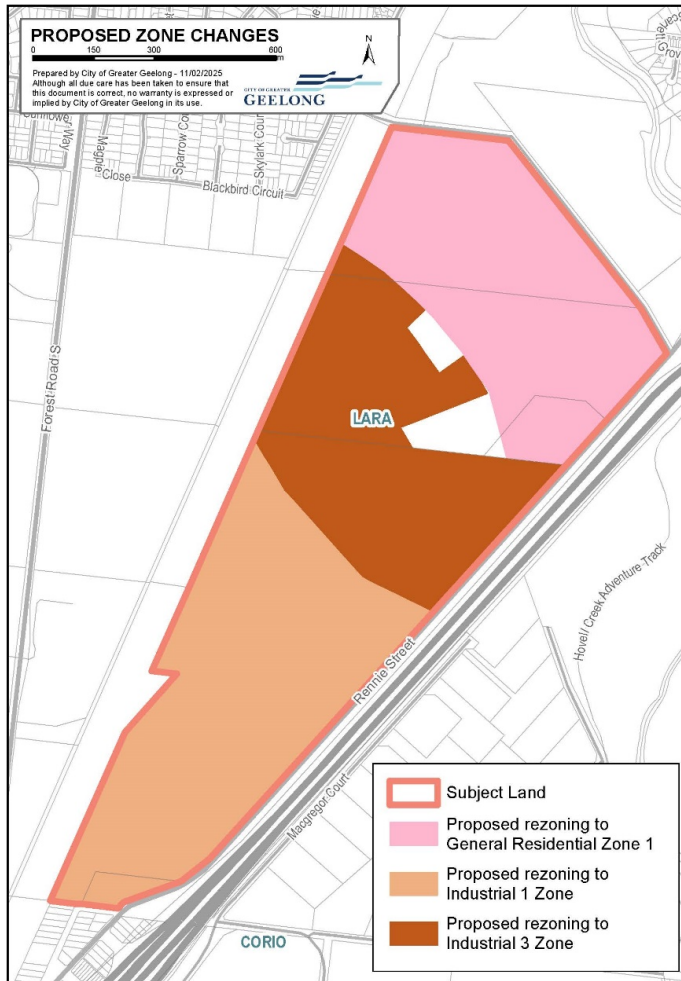 PROPOSED ZONE CHANGES
0 150 300 600
m
N
Prepared by City of Greater Geelong - 11/02/2025
Although all due care has been taken to ensure that
this document is correct, no warranty is expressed or
implied by City of Greater Geelong in its use.
CITY OF GREATER
GEELONG
Way
Magpie
Close
Sparrow
Skylark Court
Blackbird Circuit
Forest Road S
LARA
Hovell Creek Adventure Track
Rennie Street
Macgregor Court
CORIO
Subject Land
Proposed rezoning to
General Residential Zone 1
Proposed rezoning to
Industrial 1 Zone
Proposed rezoning to
Industrial 3 Zone